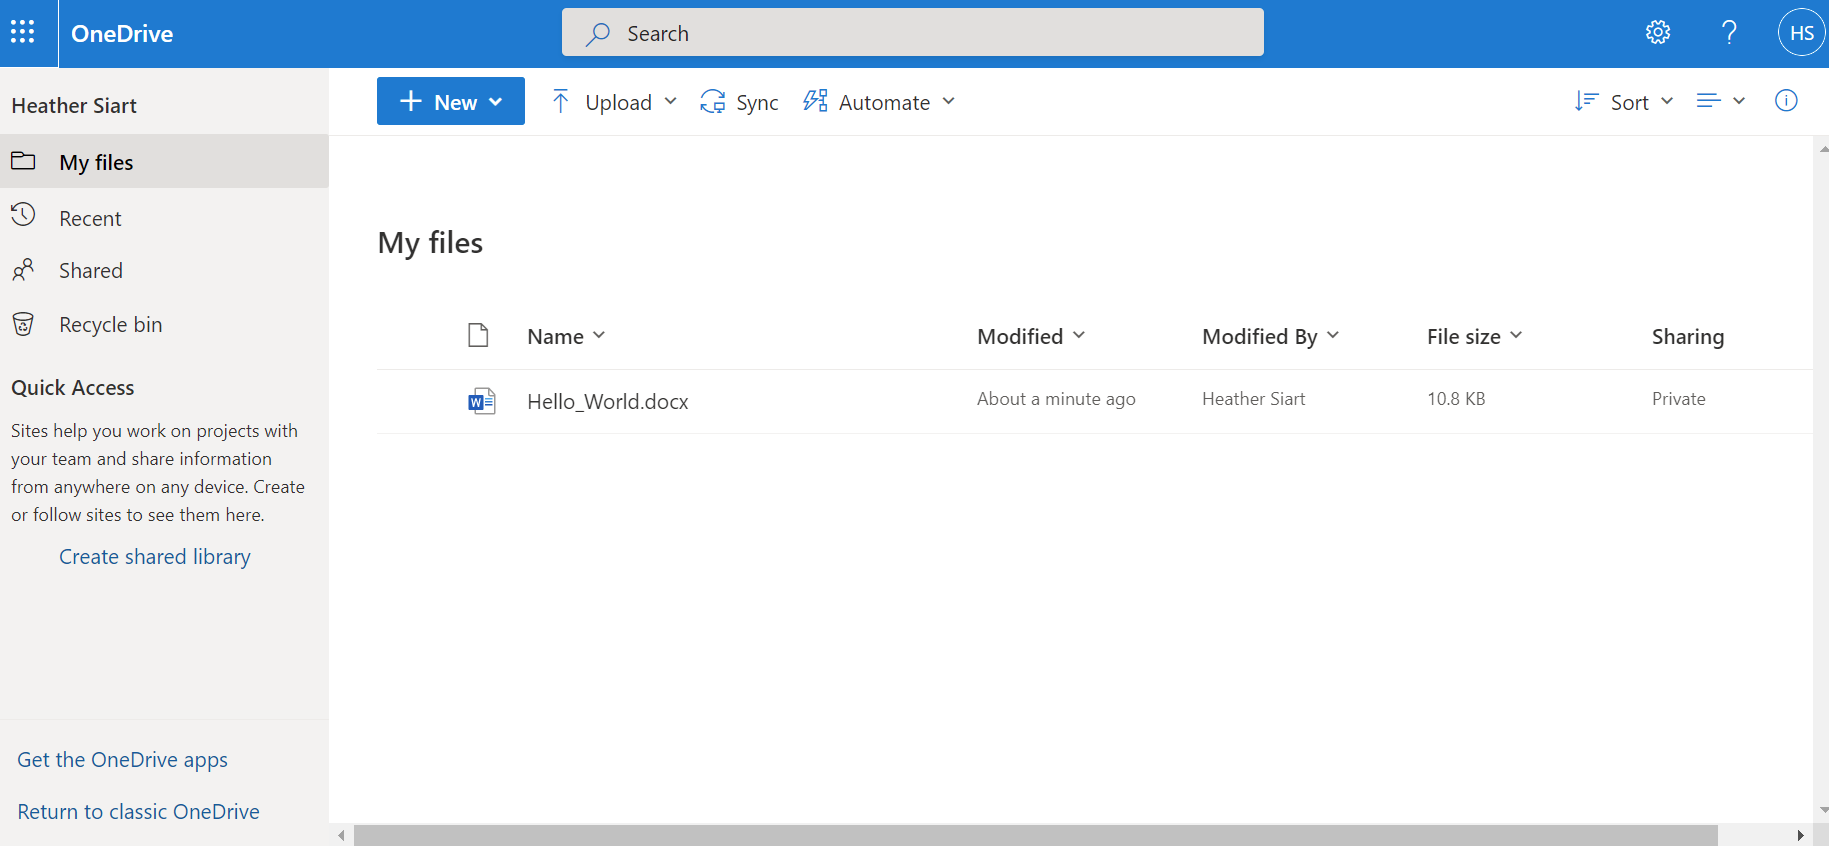 OneDrive
Search
HS
Heather Siart
My files
Recent
Shared
Recycle bin
Quick Access
Sites help you work on projects with
your team and share information
from anywhere on any device. Create
or follow sites to see them here.
Create shared library
Get the OneDrive apps
Return to classic OneDrive
New
Upload
Sync
Automate
Sort
My files
Name Modified Modified By File size Sharing
Hello_World.docx About a minute ago Heather Siart 10.8 KB Private